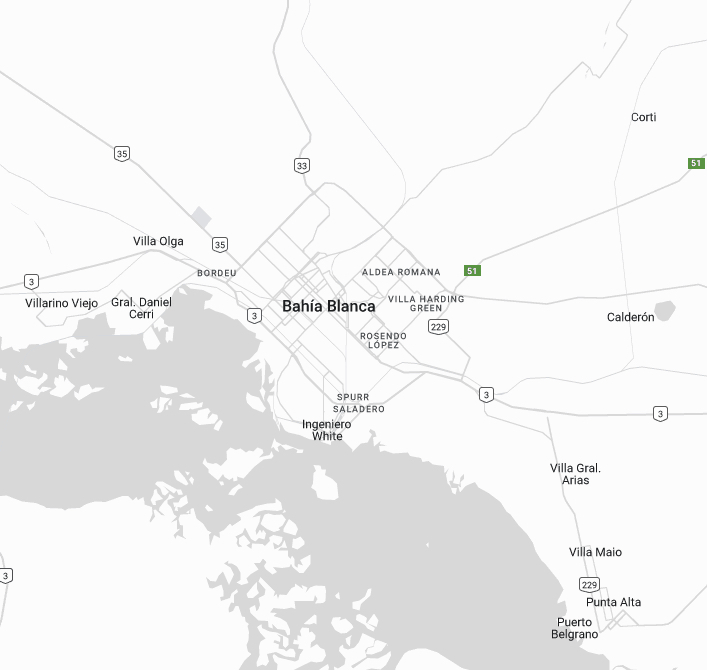 Corti
35
33
51
Villa Olga
35
BORDEU
ALDEA ROMANA
51
3
Villarino Viejo
Gral. Daniel
Cerri
Bahía Blanca
VILLA HARDING
GREEN
3
229
Calderón
ROSENDO
LÓPEZ
3
SPURR
SALADERO
3
Ingeniero
White
Villa Gral.
Arias
Villa Maio
3
229
Punta Alta
Puerto
Belgrano